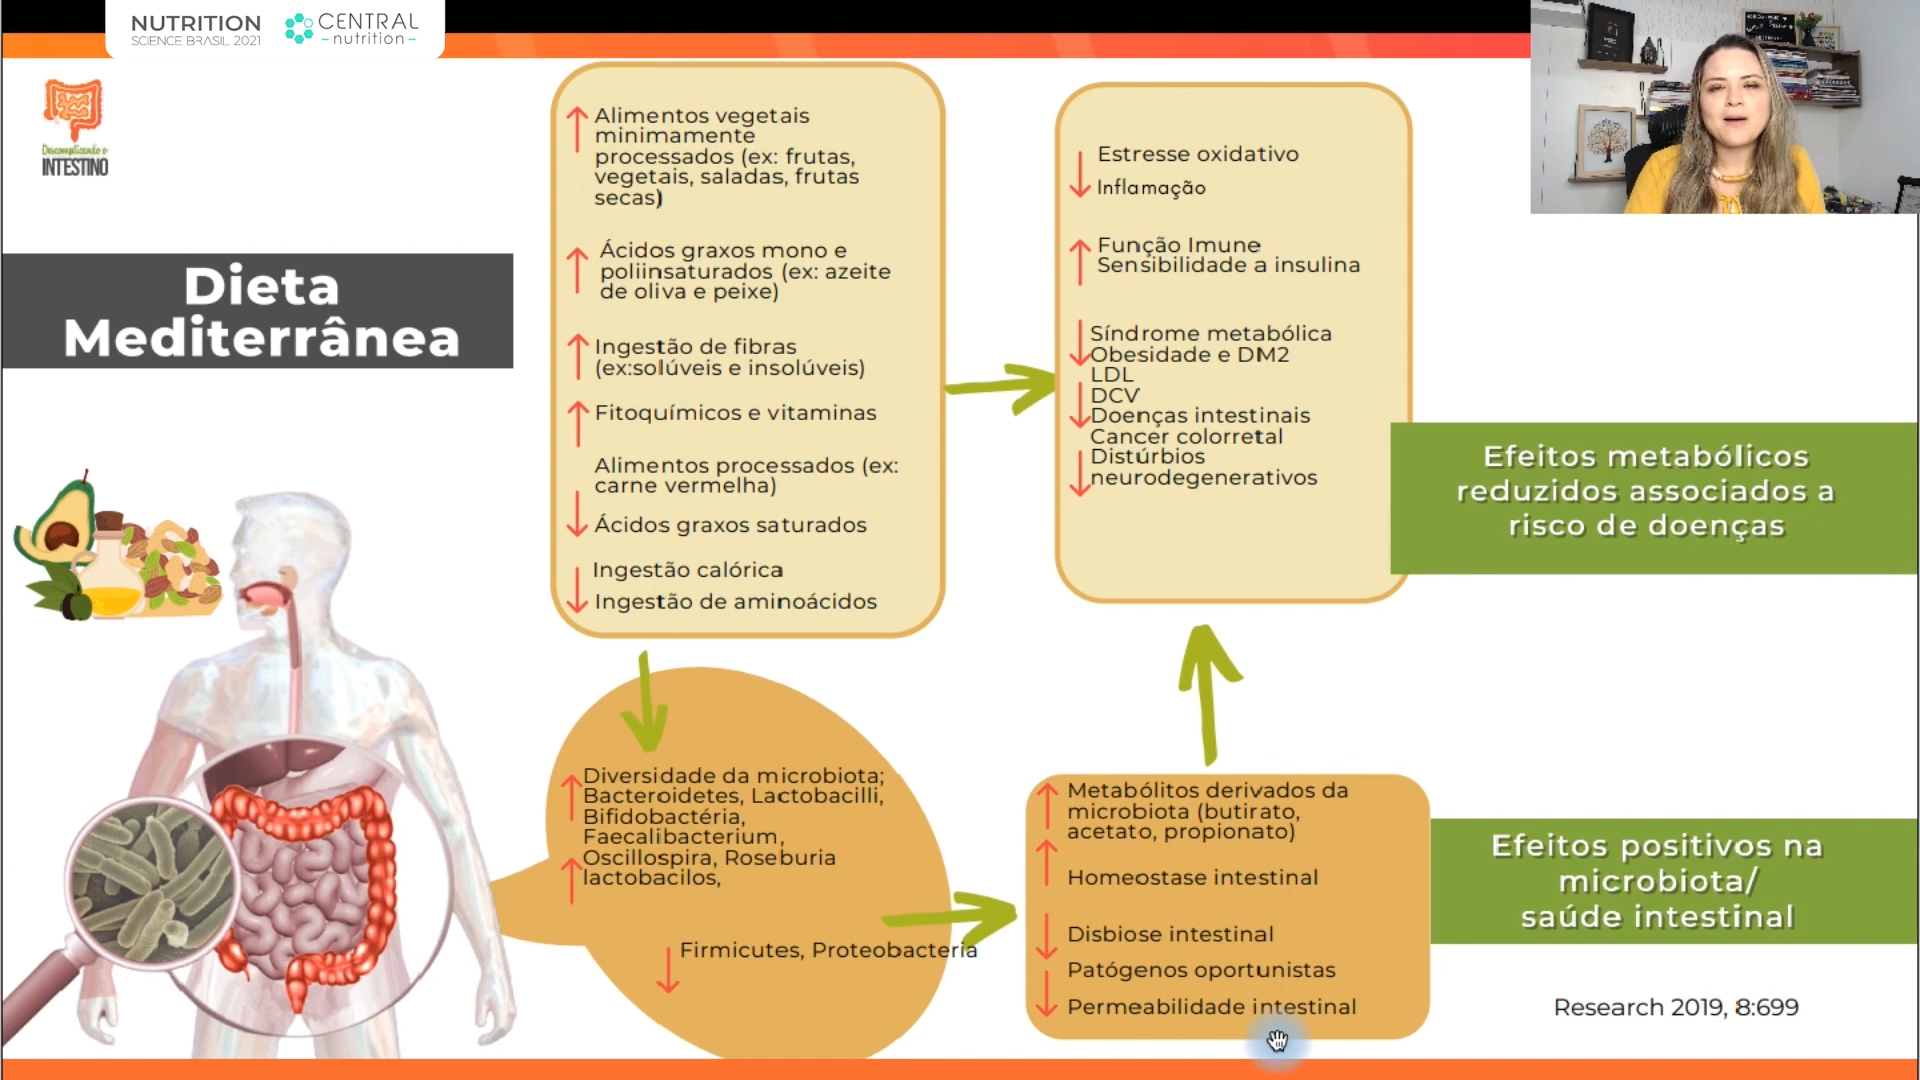 NUTRITION
SCIENCE BRASIL 2021
CENTRAL
nutrition
Descomplicando o
INTESTINO
Dieta
Mediterrânea
Alimentos vegetais
minimamente
processados (ex: frutas,
vegetais, saladas, frutas
secas)
Ácidos graxos mono e
poliinsaturados (ex: azeite
de oliva e peixe)
Ingestão de fibras
(ex:solúveis e insolúveis)
Fitoquímicos e vitaminas
Alimentos processados (ex:
carne vermelha)
Ácidos graxos saturados
Ingestão calórica
Ingestão de aminoácidos
Estresse oxidativo
Inflamação
Função Imune
Sensibilidade a insulina
Síndrome metabólica
Obesidade e DM2
LDL
DCV
Doenças intestinais
Cancer colorretal
Distúrbios
neurodegenerativos
Efeitos metabólicos
reduzidos associados a
risco de doenças
Diversidade da microbiota;
Bacteroidetes, Lactobacilli,
Bifidobactéria,
Faecalibacterium,
Oscillospira, Roseburia
lactobacilos,
Firmicutes, Proteobacteria
Metabólitos derivados da
microbiota (butirato,
acetato, propionato)
Homeostase intestinal
Disbiose intestinal
Patógenos oportunistas
Permeabilidade intestinal
Efeitos positivos na
microbiota/
saúde intestinal
Research 2019, 8:699